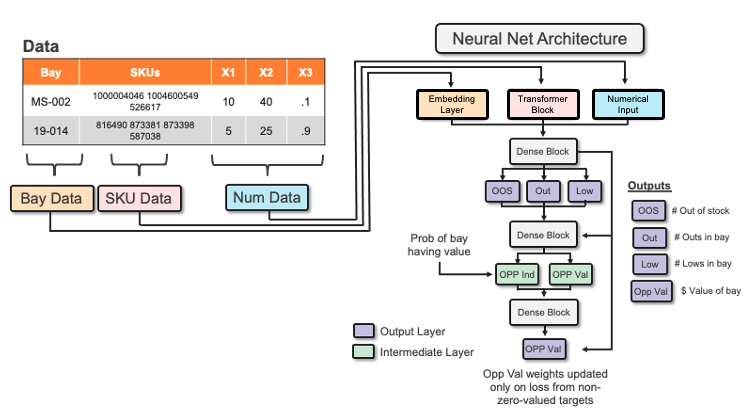 Neural Net Architecture
Data
Bay SKUs X1 X2 X3
MS-002 1000004046 1004600549 526617 10 40 .1
19-014 816490 873381 873398 587038 5 25 .9
Bay Data
SKU Data
Num Data
Embedding
Layer
Transformer
Block
Numerical
Input
Dense Block
OOS
Out
Low
Dense Block
Prob of bay
having value
OPP Ind
OPP Val
Dense Block
OPP Val
Opp Val weights updated
only on loss from non-
zero-valued targets
Output Layer
Intermediate Layer
Outputs
OOS # Out of stock
Out # Outs in bay
Low # Lows in bay
Opp Val $ Value of bay